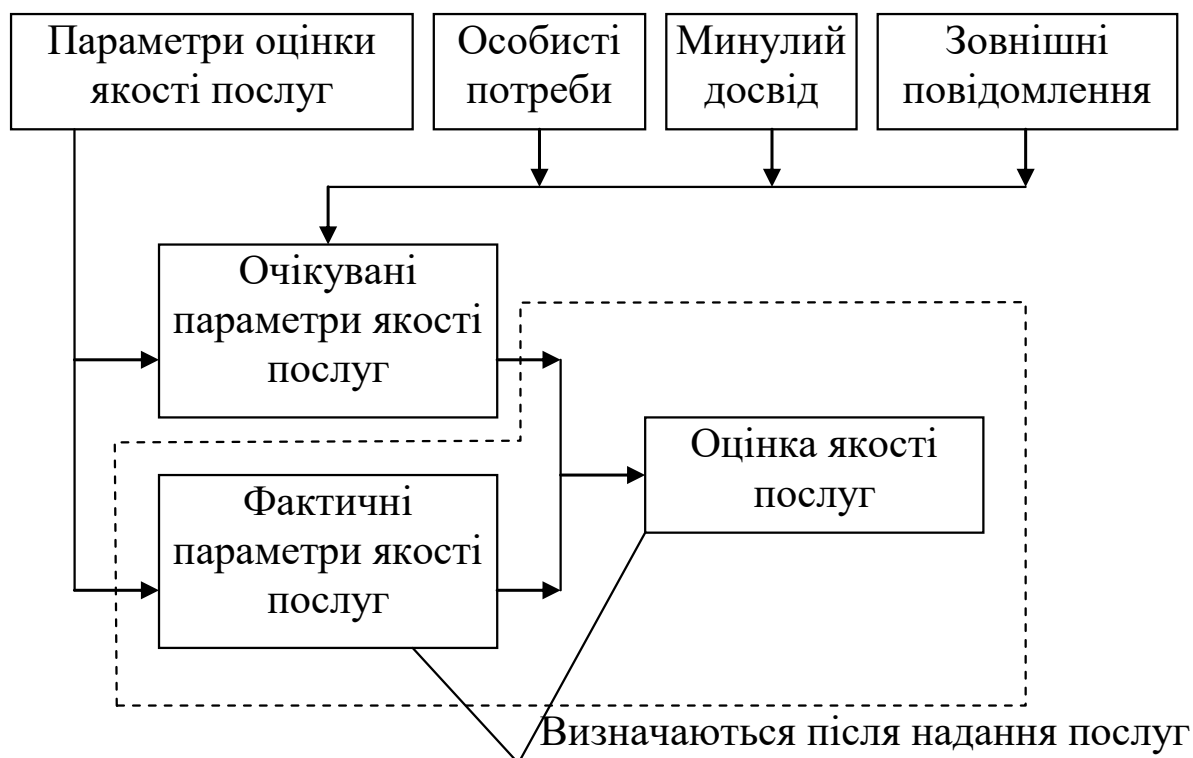 Параметри оцінки
якості послуг
Особисті
потреби
Минулий
досвід
Зовнішні
повідомлення
Очікувані
параметри якості
послуг
Оцінка якості
послуг
Фактичні
параметри якості
послуг
Визначаються після надання послуг